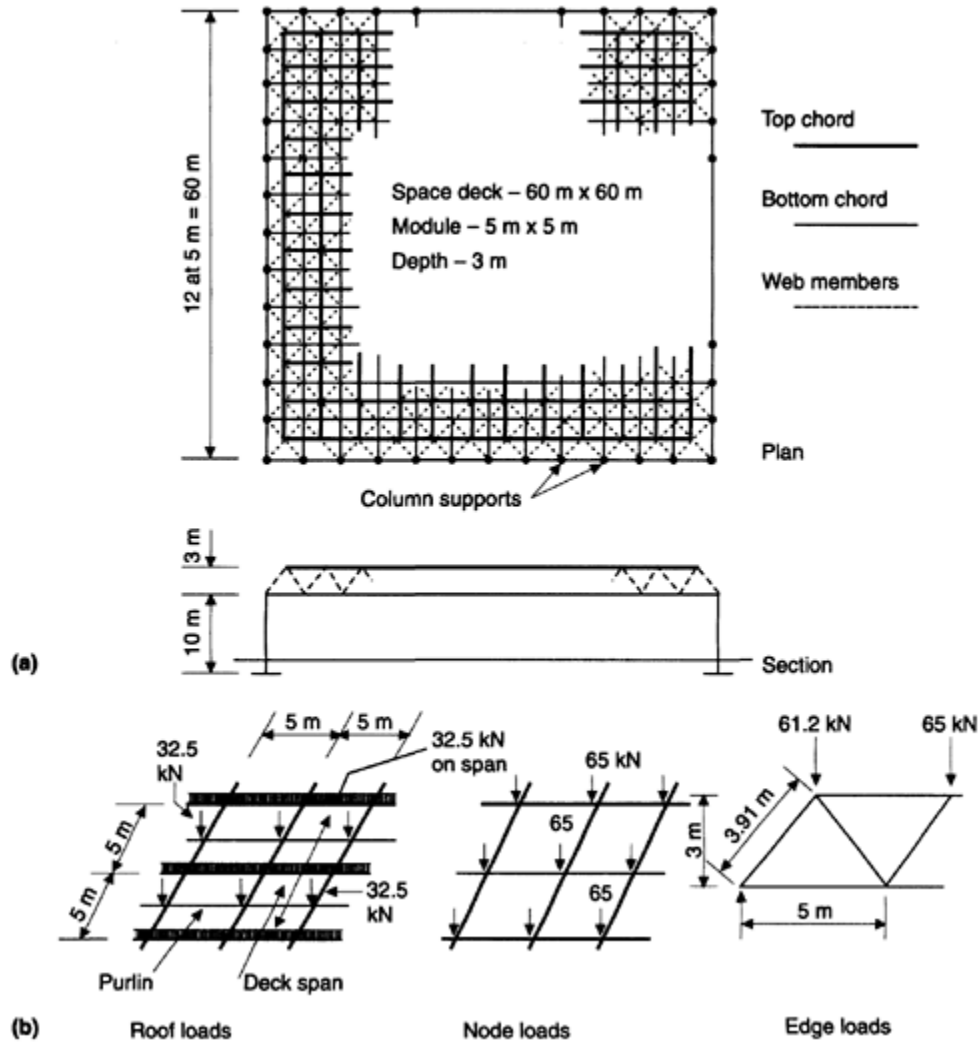 12 at 5 m = 60 m
Space deck – 60 m x 60 m
Module – 5 m x 5 m
Depth – 3 m
Top chord
Bottom chord
Web members
Plan
Column supports
3 m
10 m
(a)
Section
5 m
5 m
32.5 kN
on span
32.5
kN
5 m
5 m
32.5
kN
Purlin
Deck span
65 kN
65
65
61.2 kN
65 kN
3.91 m
3 m
5 m
(b)
Roof loads
Node loads
Edge loads